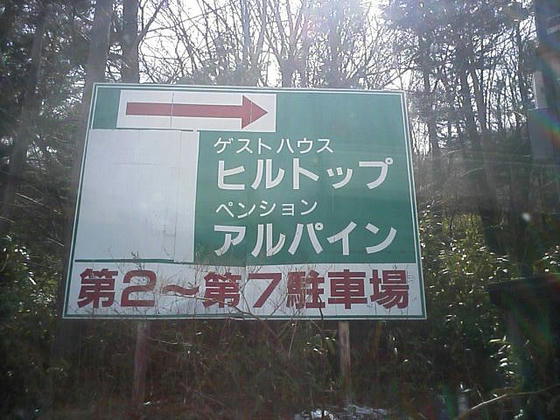 ゲストハウス
ヒルトップ
ペンション
アルパイン
第2～第7駐車場